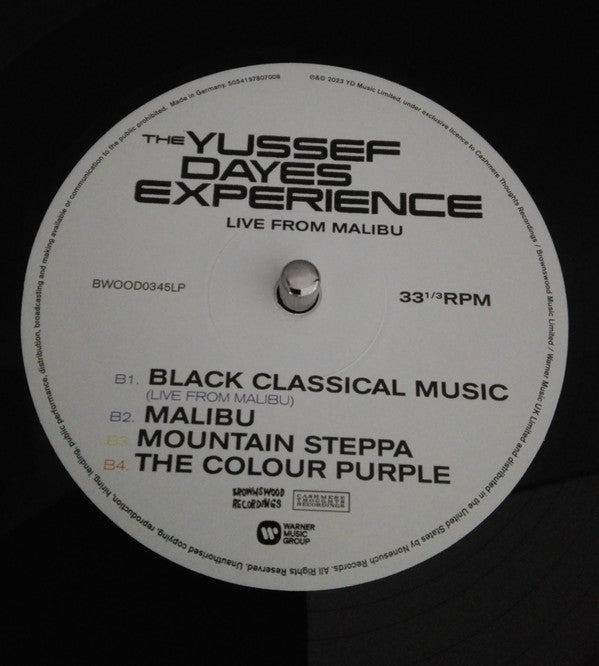 THE YUSSEF
DAYES
EXPERIENCE
LIVE FROM MALIBU
BWOOD0345LP
33 1/3 RPM
B1. BLACK CLASSICAL MUSIC
(LIVE FROM MALIBU)
B2. MALIBU
B3. MOUNTAIN STEPPA
B4. THE COLOUR PURPLE
BROWNSWOOD
RECORDINGS
CASHMERE
THOUGHTS
RECORDINGS
WARNER
MUSIC
GROUP
℗&© 2023 YD Music Limited, under exclusive licence to Cashmere Thoughts Recordings / Brownswood Music Limited / Warner Music UK Limited and distributed in the United States by Nonesuch Records. All Rights Reserved. Unauthorised copying, reproduction, hiring, lending, public performance, distribution, broadcasting and making available or communication to the public prohibited. Made in Germany. 5054197807008